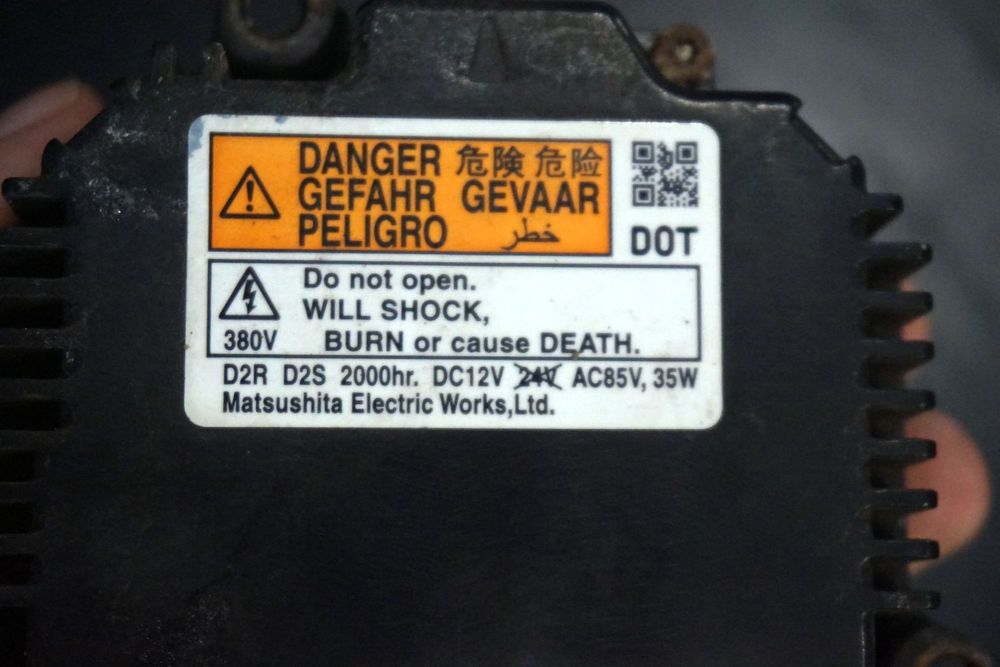 DANGER 危険 危险
GEFAHR GEVAAR
PELIGRO خطر
DOT
Do not open.
WILL SHOCK,
380V BURN or cause DEATH.
D2R D2S 2000hr. DC12V 24V AC85V, 35W
Matsushita Electric Works,Ltd.